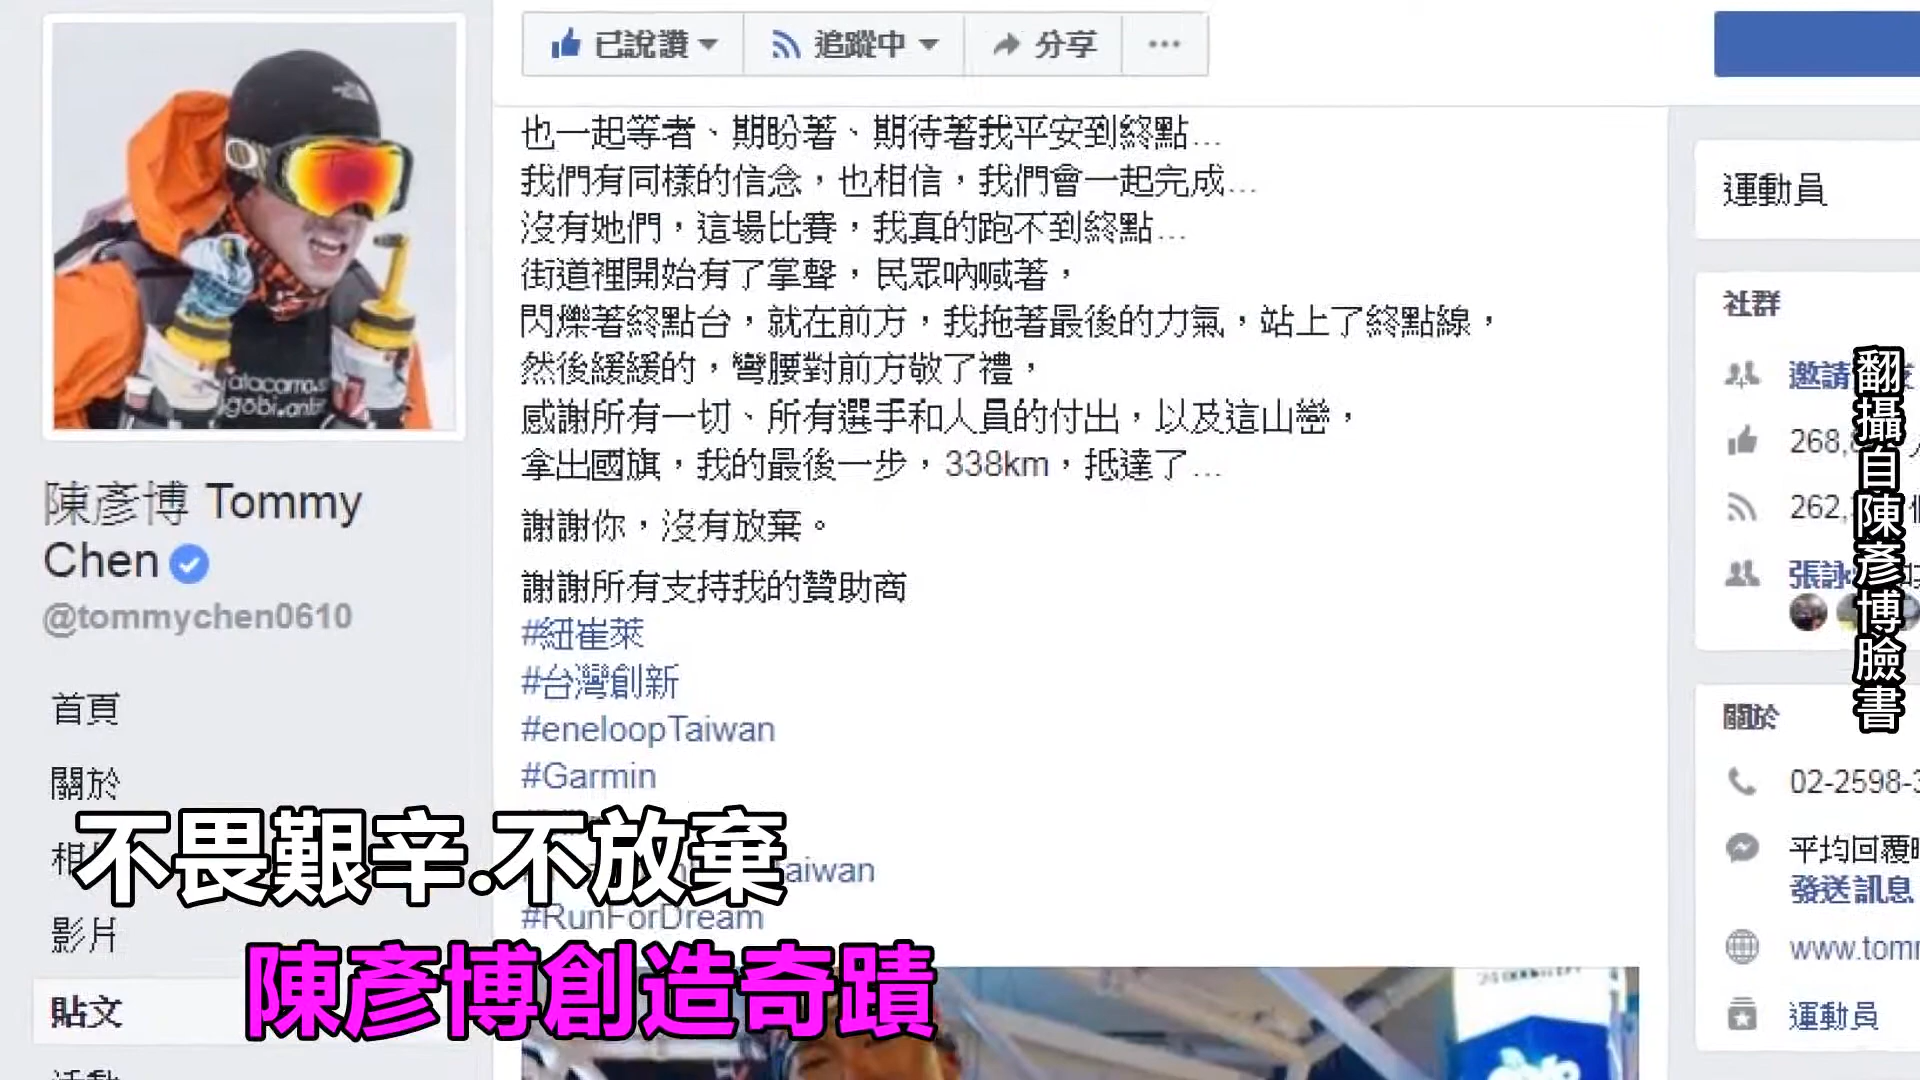 已說讚
追蹤中
分享
也一起等者、期盼著、期待著我平安到終點...
我們有同樣的信念，也相信，我們會一起完成...
沒有她們，這場比賽，我真的跑不到終點...
街道裡開始有了掌聲，民眾吶喊著，
閃爍著終點台，就在前方，我拖著最後的力氣，站上了終點線，
然後緩緩的，彎腰對前方敬了禮，
感謝所有一切、所有選手和人員的付出，以及這山巒，
拿出國旗，我的最後一步，338km，抵達了...
謝謝你，沒有放棄。
謝謝所有支持我的贊助商
#紐崔萊
#台灣創新
#eneloopTaiwan
#Garmin
aiwan
#RunForDream
陳彥博 Tommy
Chen
@tommychen0610
首頁
關於
影片
貼文
運動員
社群
邀請
268,
262,
張詠
關於
02-2598-3
平均回覆
發送訊息
www.tomm
運動員
翻攝自陳彥博臉書
不畏艱辛.不放棄
陳彥博創造奇蹟